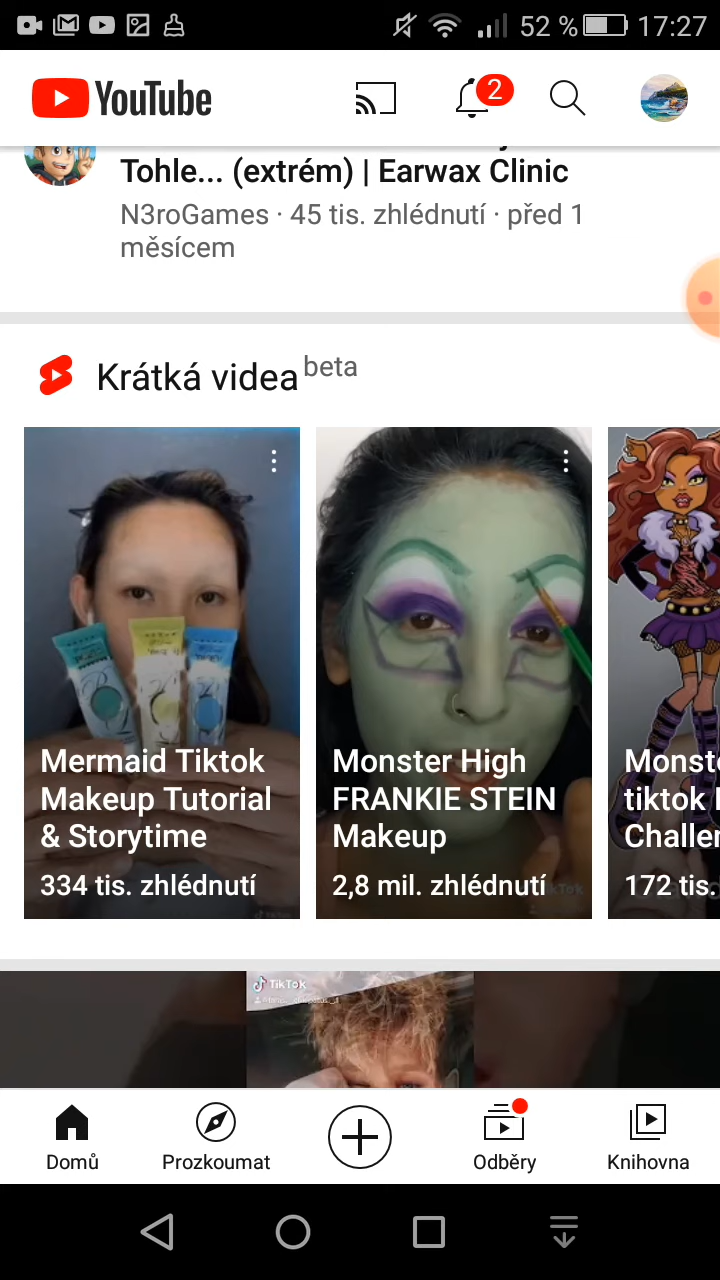 52 % 17:27
YouTube
2
Tohle... (extrém) | Earwax Clinic
N3roGames · 45 tis. zhlédnutí · před 1
měsícem
Krátká videa beta
Mermaid Tiktok
Makeup Tutorial
& Storytime
334 tis. zhlédnutí
Monster High
FRANKIE STEIN
Makeup
2,8 mil. zhlédnutí
TikTok
172 tis.
TikTok
Domů
Prozkoumat
Odběry
Knihovna